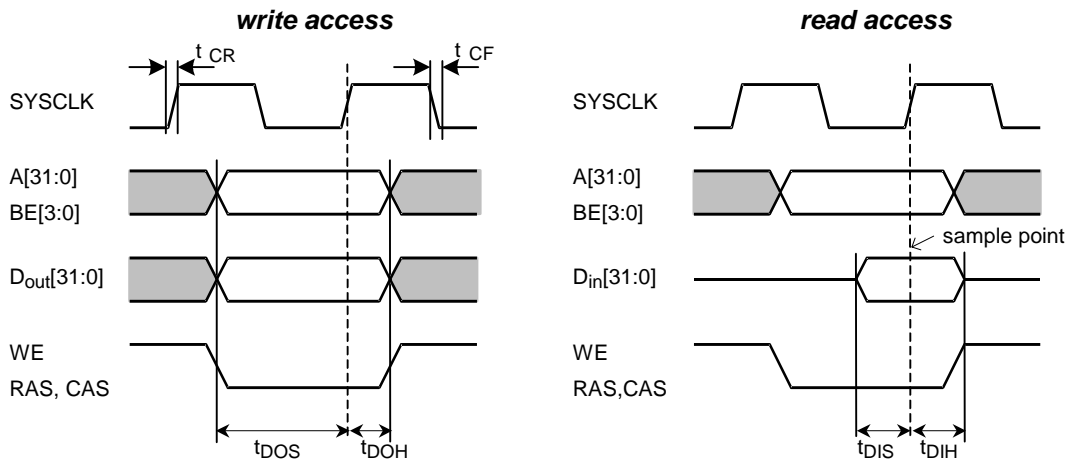 write access
t CR
t CF
SYSCLK
A[31:0]
BE[3:0]
Dout[31:0]
WE
RAS, CAS
tDOS
tDOH
read access
SYSCLK
A[31:0]
BE[3:0]
sample point
Din[31:0]
WE
RAS,CAS
tDIS
tDIH